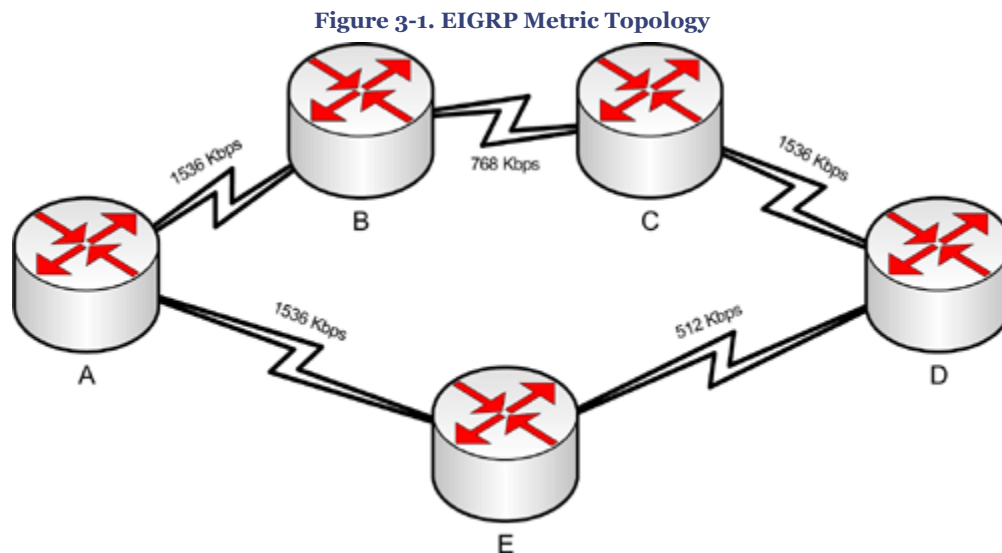 Figure 3-1. EIGRP Metric Topology
1536 Kbps
768 Kbps
1536 Kbps
B
C
A
1536 Kbps
512 Kbps
D
E